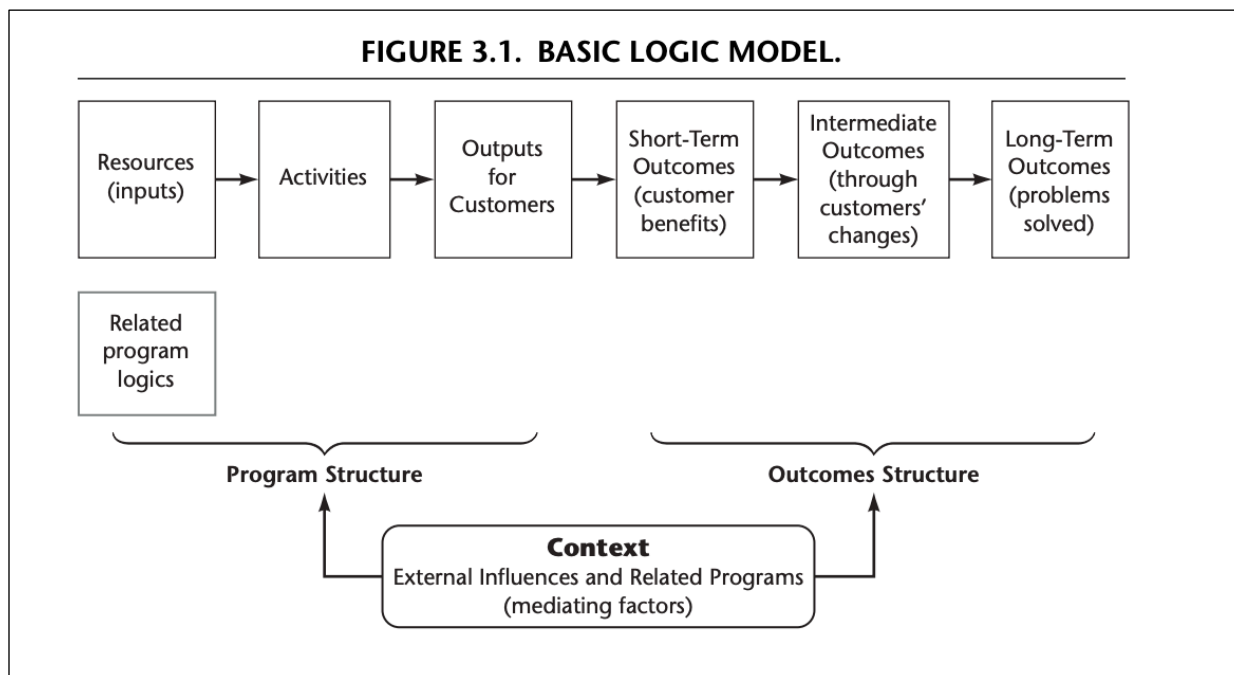 FIGURE 3.1. BASIC LOGIC MODEL.
Resources
(inputs)
Activities
Outputs
for
Customers
Short-Term
Outcomes
(customer
benefits)
Intermediate
Outcomes
(through
customers’
changes)
Long-Term
Outcomes
(problems
solved)
Related
program
logics
Program Structure
Outcomes Structure
Context
External Influences and Related Programs
(mediating factors)